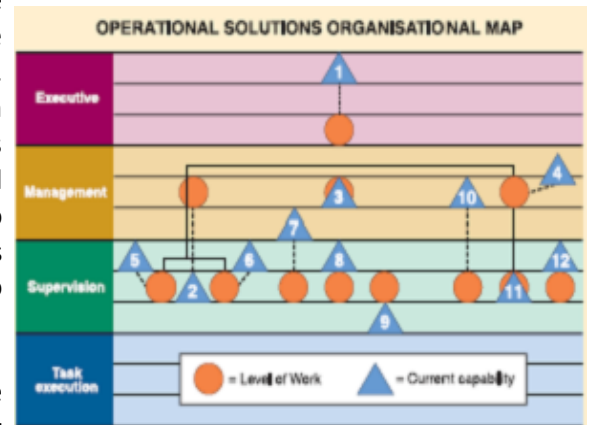 OPERATIONAL SOLUTIONS ORGANISATIONAL MAP
1
Executive
4
Management
3
10
7
5
6
8
12
Supervision
2
11
9
Task
execution
= Level of Work
= Current capability